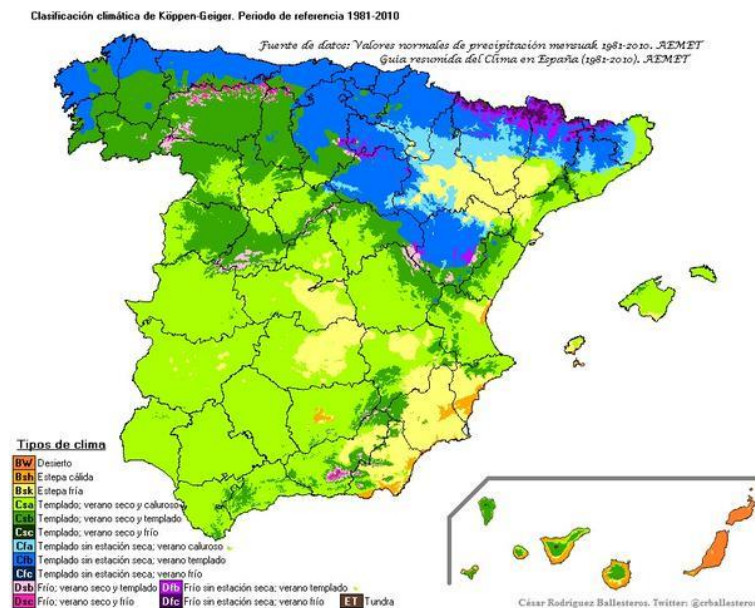 Clasificación climática de Köppen-Geiger. Periodo de referencia 1981-2010
Fuente de datos: Valores normales de precipitación mensuak 1981-2010. AEMET
Guia resumida del Clima en España (1981-2010). AEMET
Tipos de clima
BW Desierto
Bsh Estepa cálida
Bsk Estepa fría
Csa Templado; verano seco y caluroso
Csb Templado; verano seco y templado
Csc Templado; verano seco y frío
Cfa Templado sin estación seca; verano caluroso
Cfb Templado sin estación seca; verano templado
Cfc Templado sin estación seca; verano frío
Dsb Frío; verano seco y templado Dfb Frío sin estación seca; verano templado
Dsc Frío; verano seco y frío Dfc Frío sin estación seca; verano frío ET Tundra
César Rodríguez Ballesteros. Twitter: @crballesteros